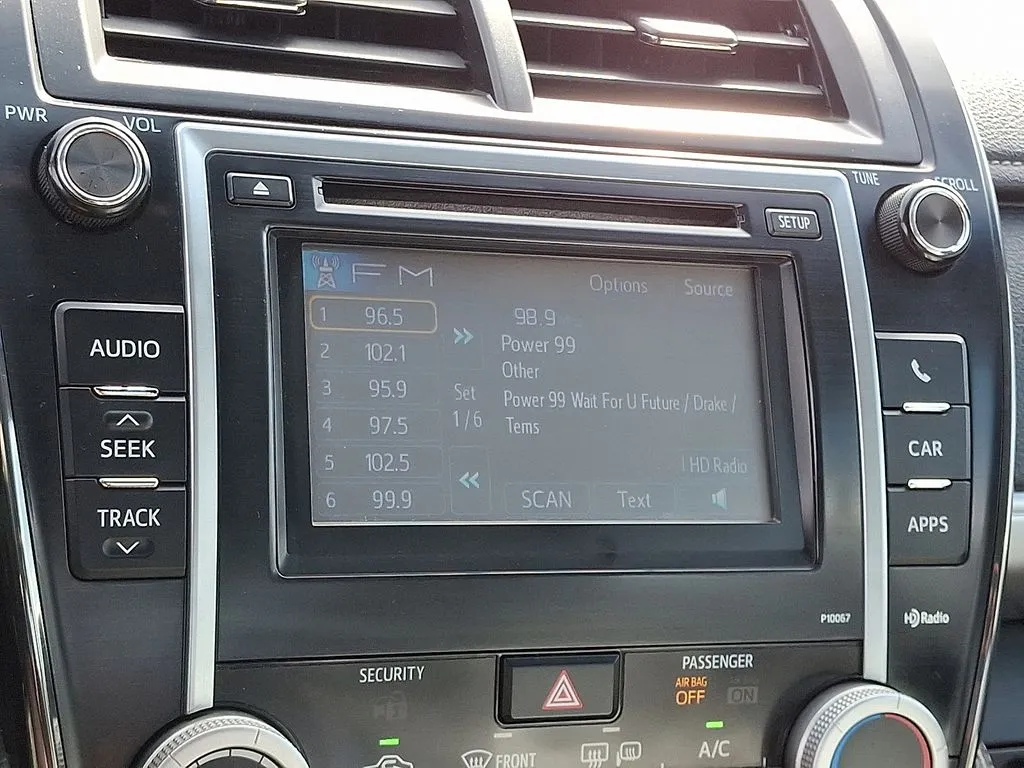 PWR
VOL
TUNE
SCROLL
SETUP
FM
Options
Source
1 96.5
2 102.1
3 95.9
4 97.5
5 102.5
6 99.9
Set
1/6
98.9
Power 99
Other
Power 99 Wait For U Future / Drake /
Tems
HD Radio
SCAN
Text
AUDIO
SEEK
TRACK
CAR
APPS
P10067
HD Radio
SECURITY
PASSENGER
AIR BAG
OFF
ON
FRONT
A/C